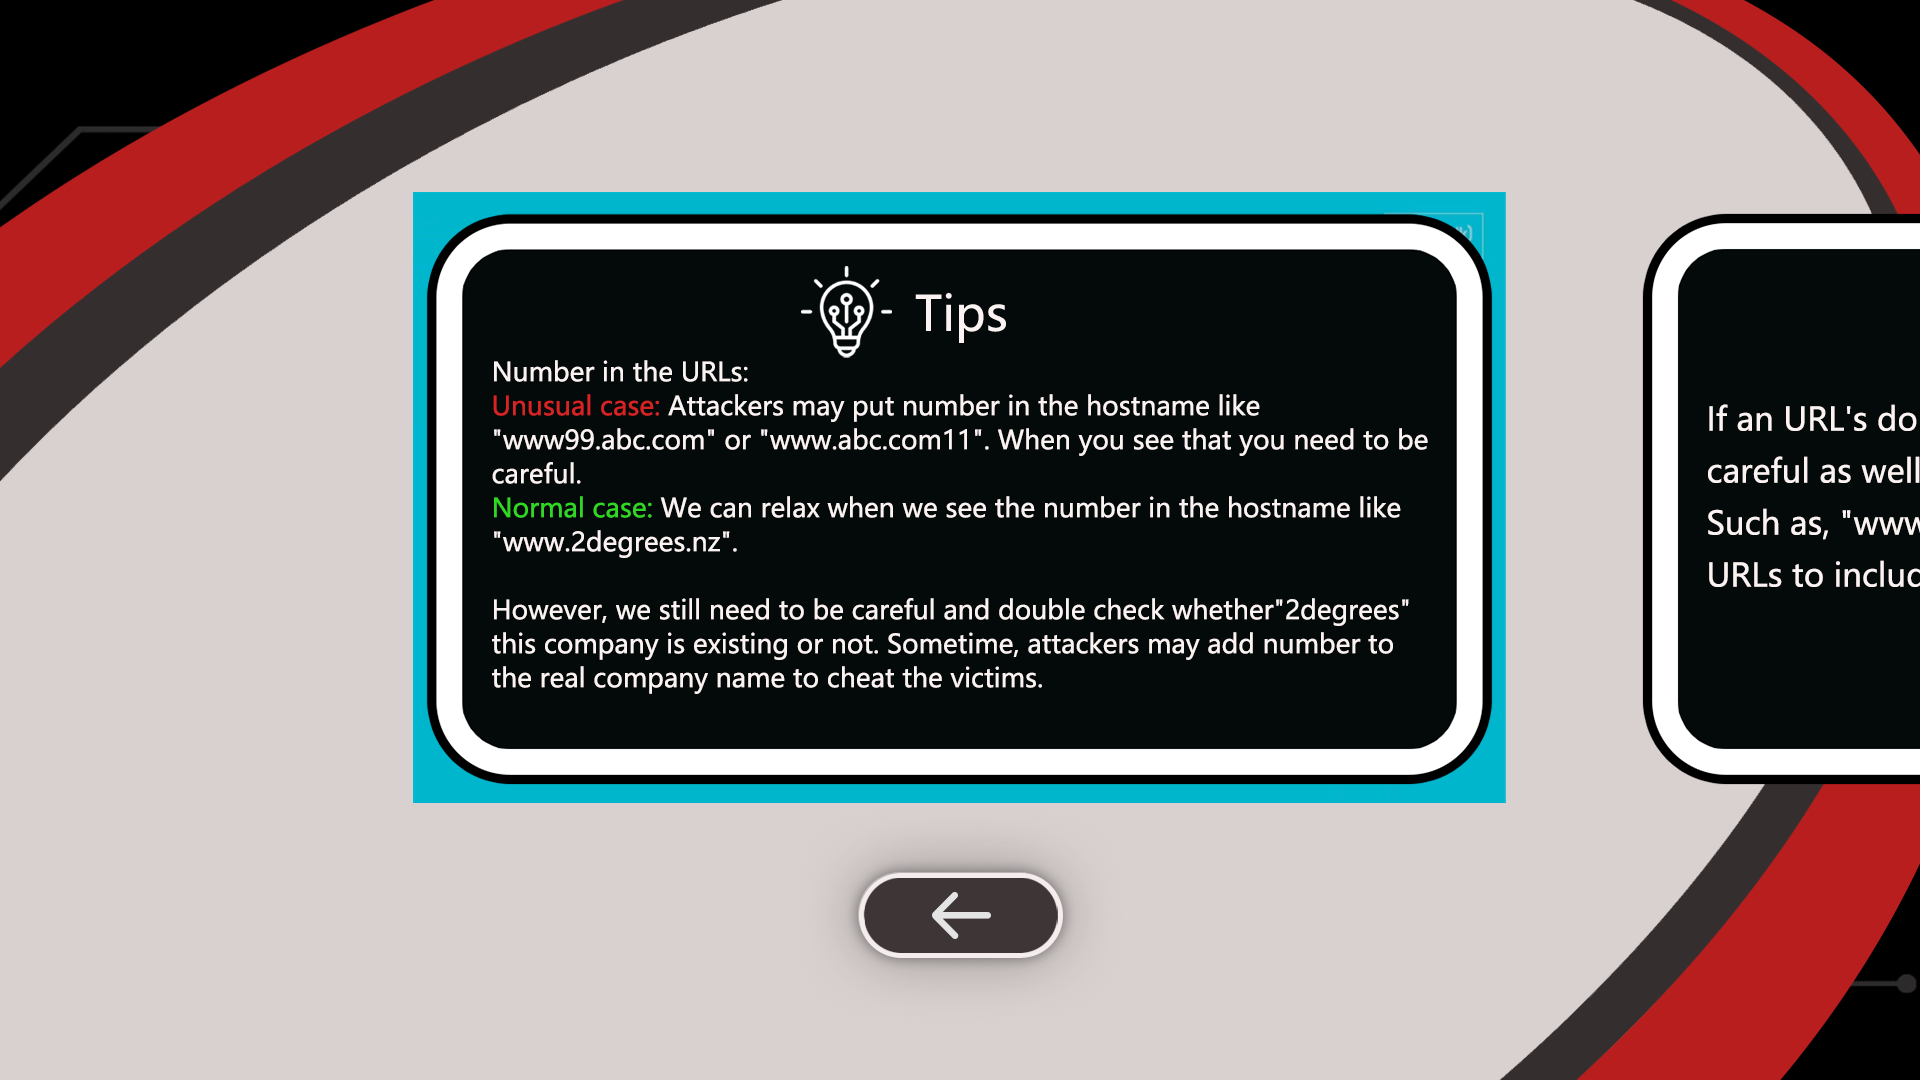 Tips
Number in the URLs:
Unusual case: Attackers may put number in the hostname like
"www99.abc.com" or "www.abc.com11". When you see that you need to be
careful.
Normal case: We can relax when we see the number in the hostname like
"www.2degrees.nz".
However, we still need to be careful and double check whether"2degrees"
this company is existing or not. Sometime, attackers may add number to
the real company name to cheat the victims.
If an URL's do
careful as well
Such as, "www
URLs to includ